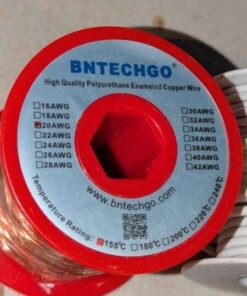 BNTECHGO®
High Quality Polyurethane Enameled Copper Wire
16AWG
18AWG
20AWG
22AWG
24AWG
26AWG
28AWG
30AWG
32AWG
34AWG
36AWG
38AWG
40AWG
42AWG
www.bntechgo.com
Temperature Rating: 155℃ 180℃ 200℃ 220℃ 240℃